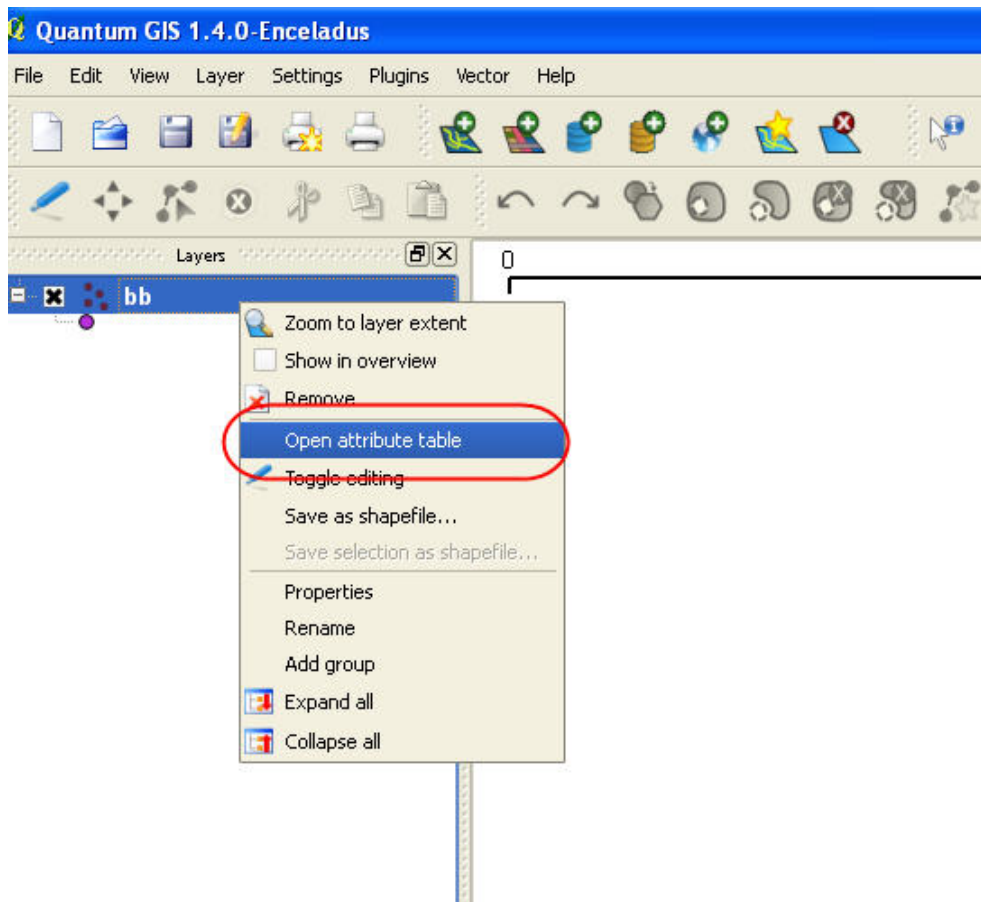 Quantum GIS 1.4.0-Enceladus
File Edit View Layer Settings Plugins Vector Help
Layers
0
bb
Zoom to layer extent
Show in overview
Remove
Open attribute table
Toggle editing
Save as shapefile...
Save selection as shapefile...
Properties
Rename
Add group
Expand all
Collapse all